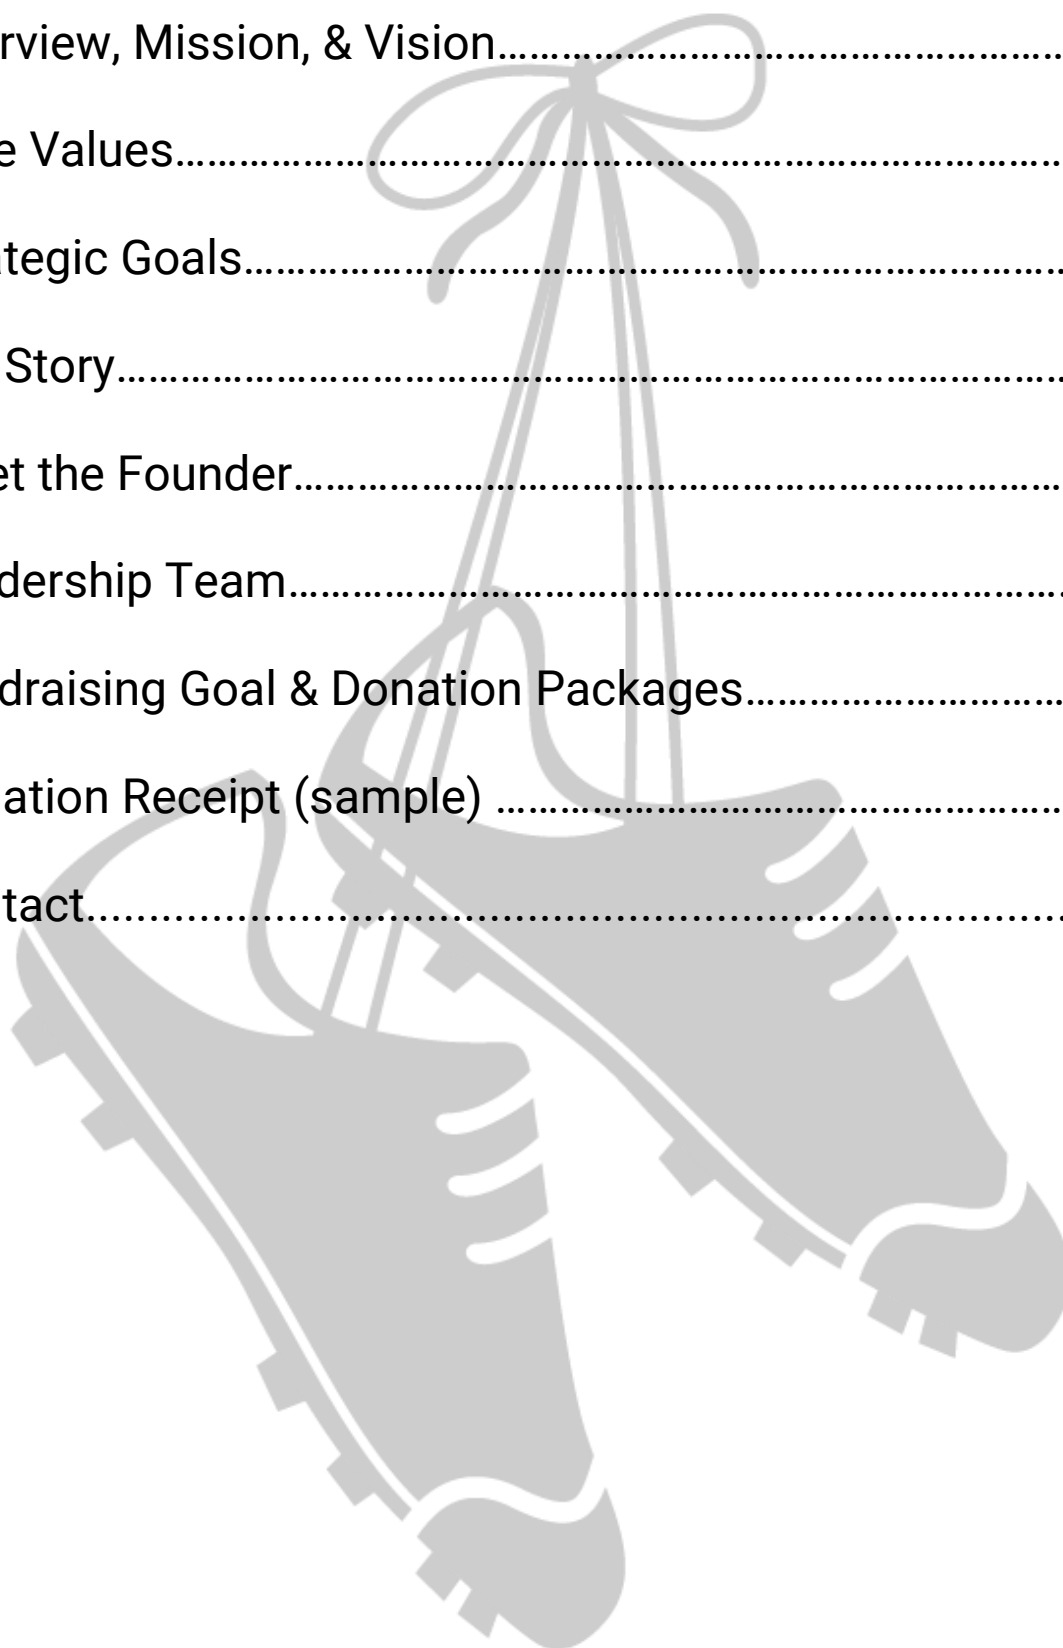 rview, Mission, & Vision........................................................
e Values........................................................
tegic Goals........................................................
Story........................................................
et the Founder........................................................
dership Team........................................................
draising Goal & Donation Packages..............................
ation Receipt (sample) ........................................
tact........................................................